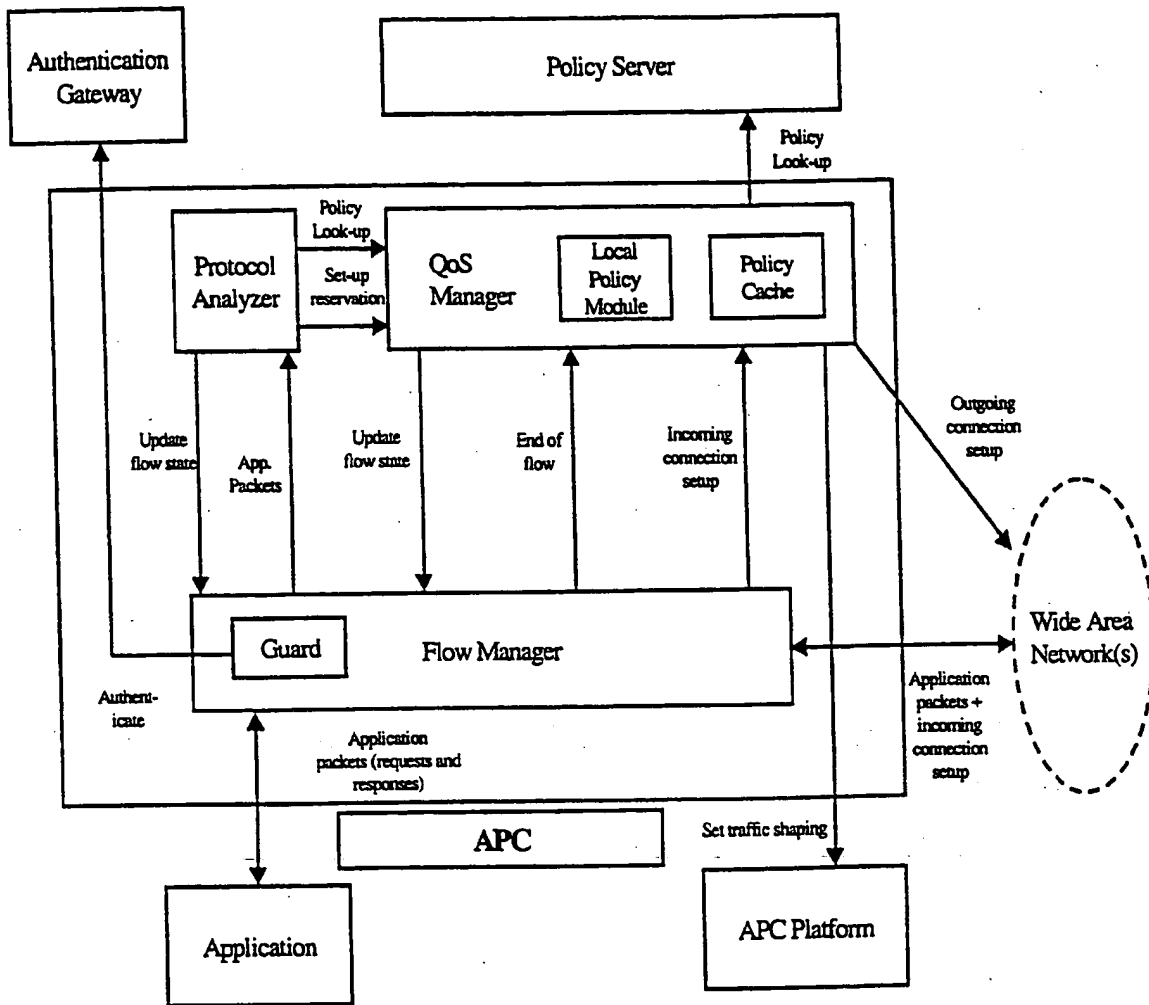 Authentication
Gateway
Policy Server
Policy
Look-up
Policy
Look-up
Protocol
Analyzer
Set-up
reservation
QoS
Manager
Local
Policy
Module
Policy
Cache
Update
flow state
App.
Packets
Update
flow state
End of
flow
Incoming
connection
setup
Outgoing
connection
setup
Guard
Flow Manager
Wide Area
Network(s)
Authent-
icate
Application
packets (requests and
responses)
Application
packets +
incoming
connection
setup
APC
Set traffic shaping
Application
APC Platform